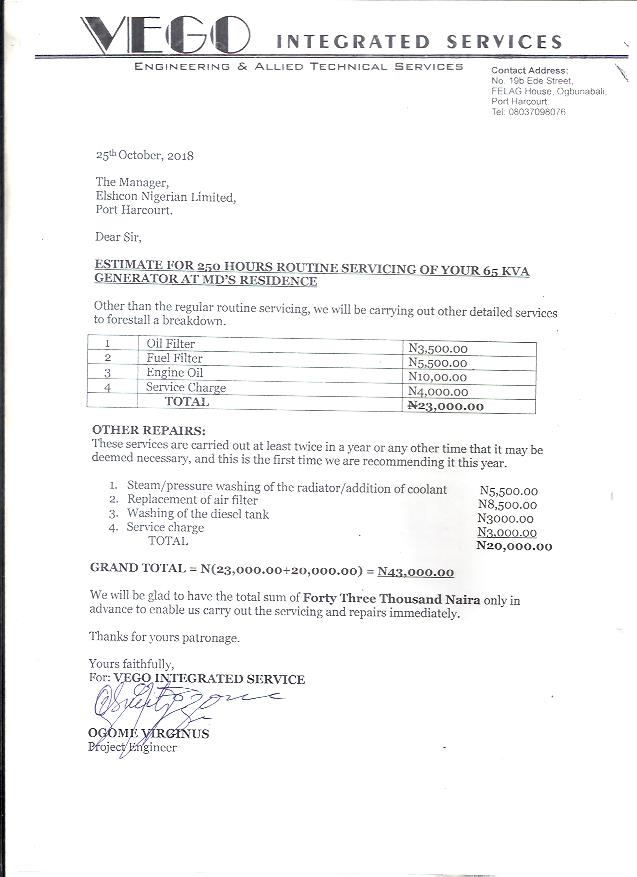 VEGO INTEGRATED SERVICES
ENGINEERING & ALLIED TECHNICAL SERVICES
Contact Address:
No. 19b Ede Street,
FELAG House, Ogbunabali,
Port Harcourt.
Tel: 08037098076
25th October, 2018
The Manager,
Elshcon Nigerian Limited,
Port Harcourt.
Dear Sir,
ESTIMATE FOR 250 HOURS ROUTINE SERVICING OF YOUR 65 KVA
GENERATOR AT MD'S RESIDENCE
Other than the regular routine servicing, we will be carrying out other detailed services
to forestall a breakdown.
1 Oil Filter N3,500.00
2 Fuel Filter N5,500.00
3 Engine Oil N10,00.00
4 Service Charge N4,000.00
TOTAL ₦23,000.00
OTHER REPAIRS:
These services are carried out at least twice in a year or any other time that it may be
deemed necessary, and this is the first time we are recommending it this year.
1. Steam/pressure washing of the radiator/addition of coolant N5,500.00
2. Replacement of air filter N8,500.00
3. Washing of the diesel tank N3000.00
4. Service charge N3,000.00
TOTAL N20,000.00
GRAND TOTAL = N(23,000.00+20,000.00) = N43,000.00
We will be glad to have the total sum of Forty Three Thousand Naira only in
advance to enable us carry out the servicing and repairs immediately.
Thanks for yours patronage.
Yours faithfully,
For: VEGO INTEGRATED SERVICE
OGOME VIRGINUS
Project Engineer